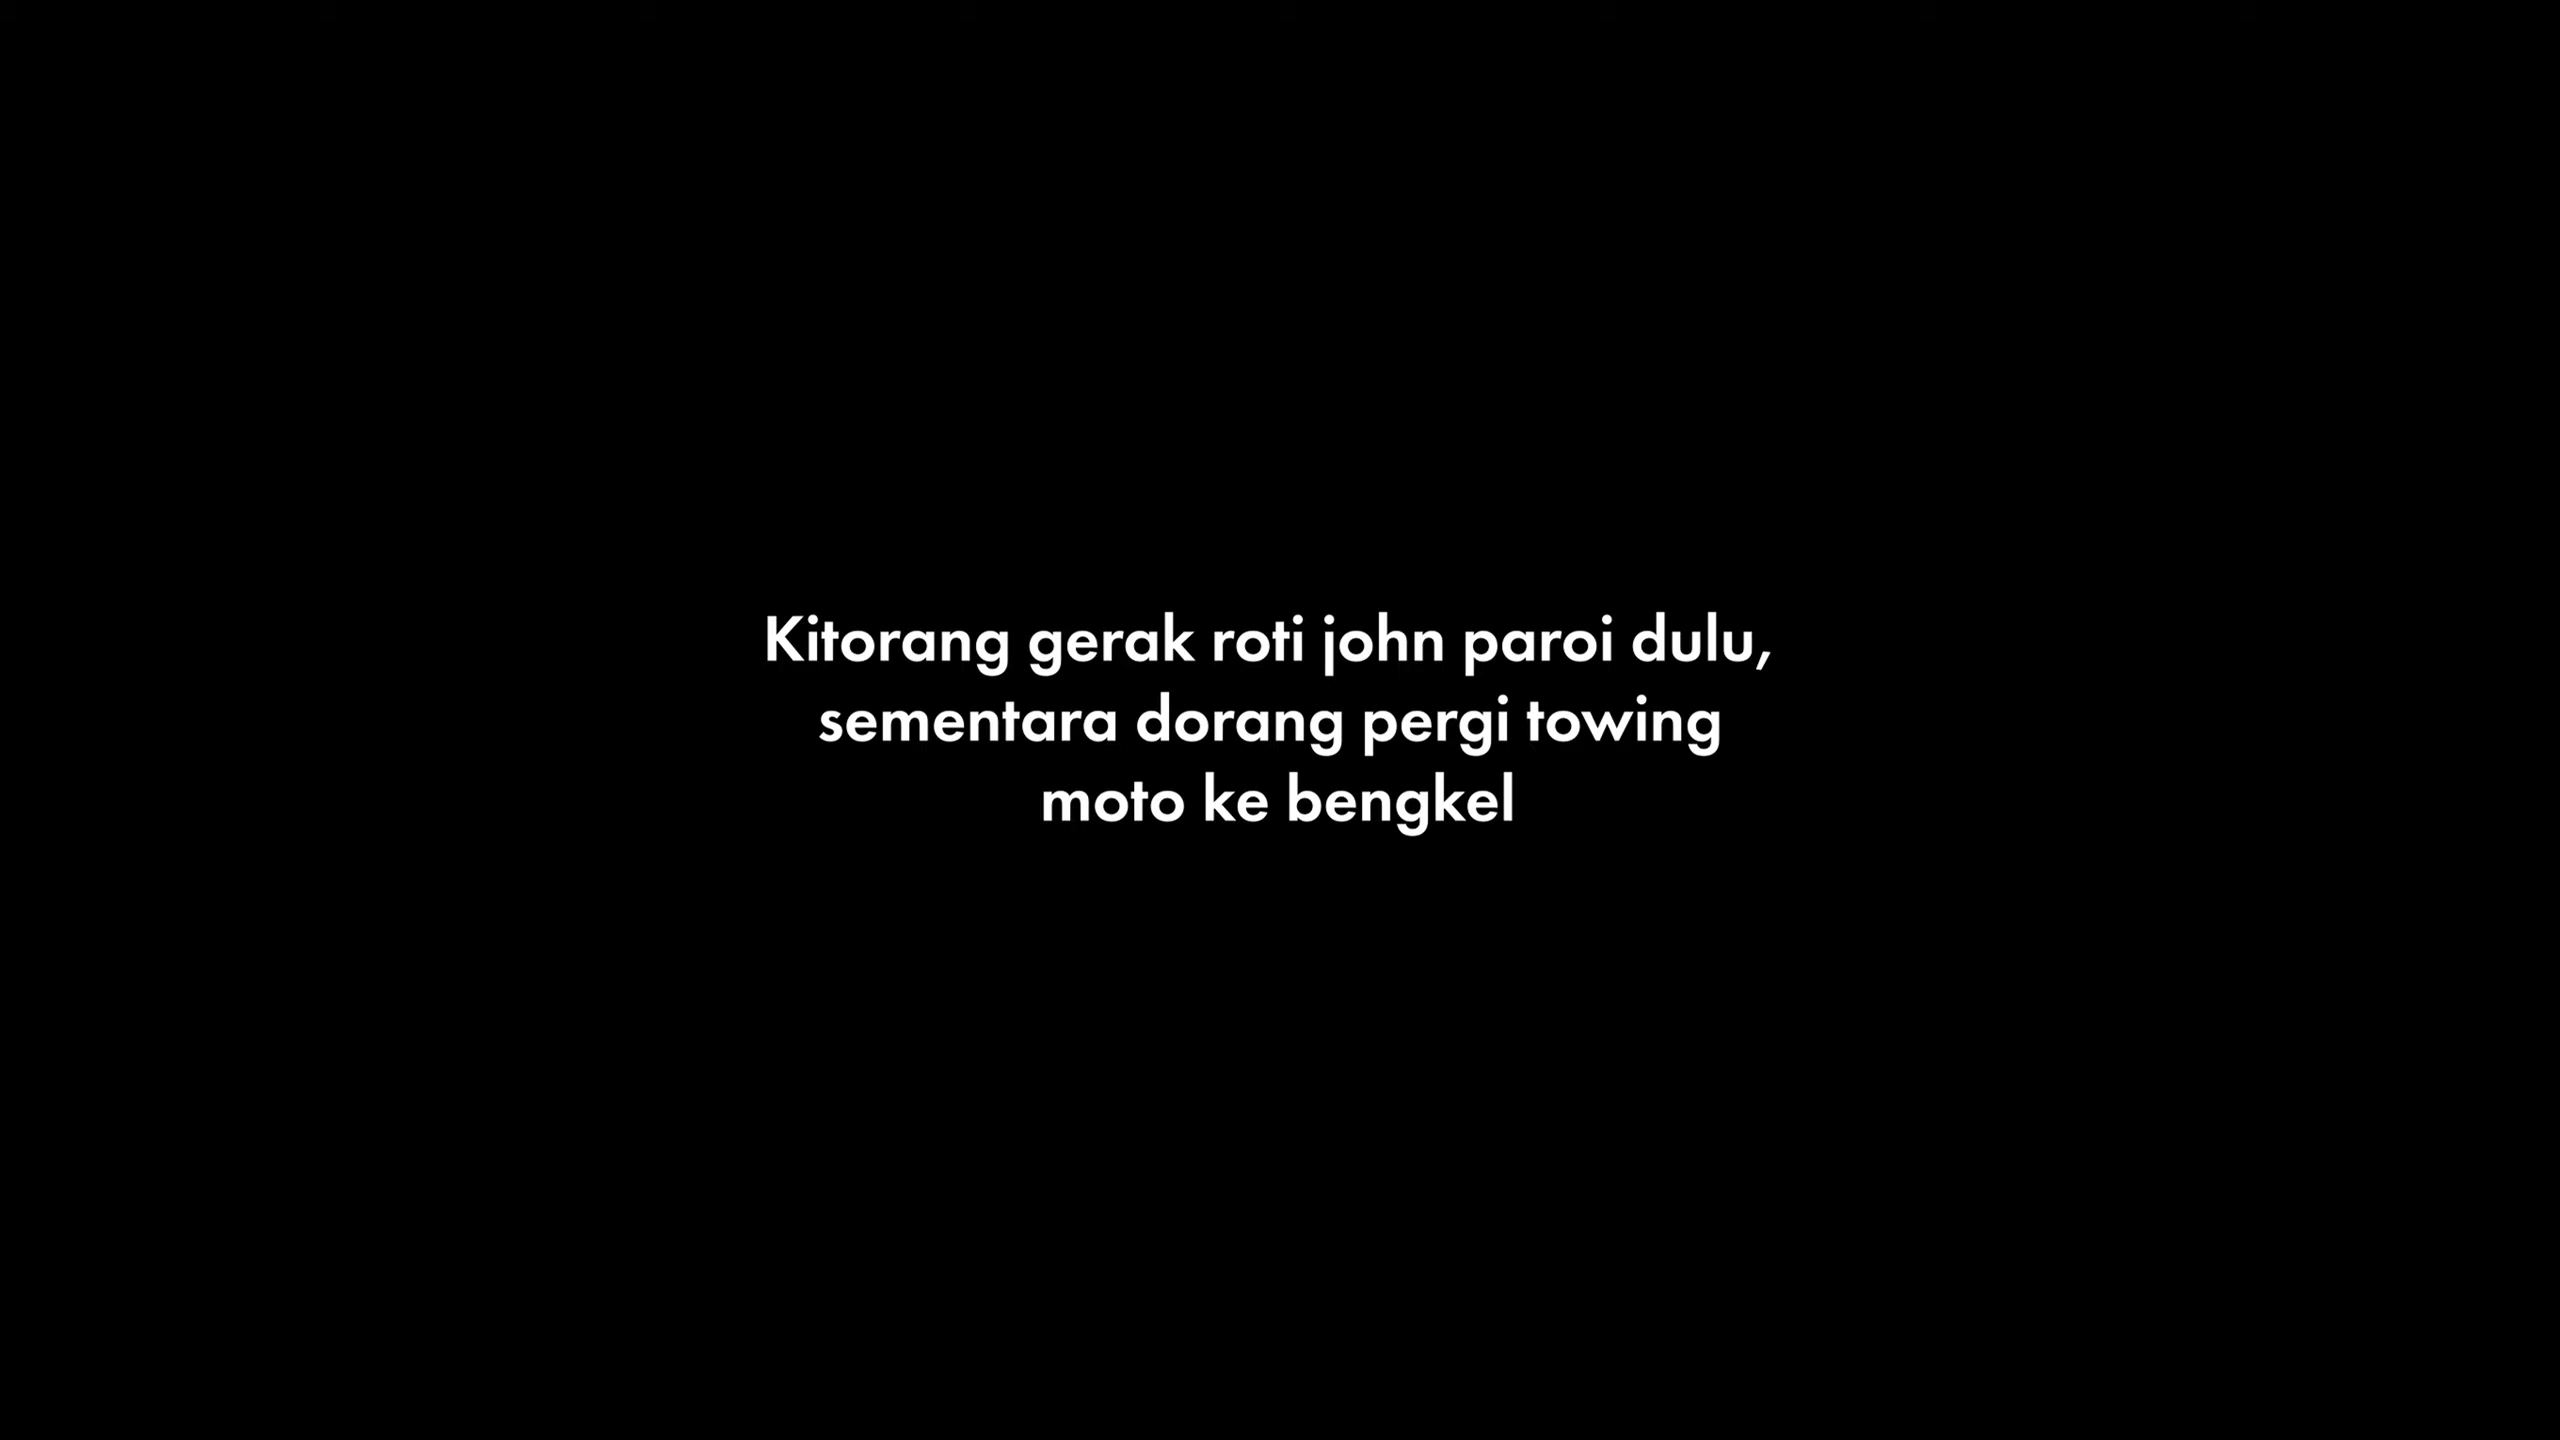 Kitorang gerak roti john paroi dulu,
sementara dorang pergi towing
moto ke bengkel